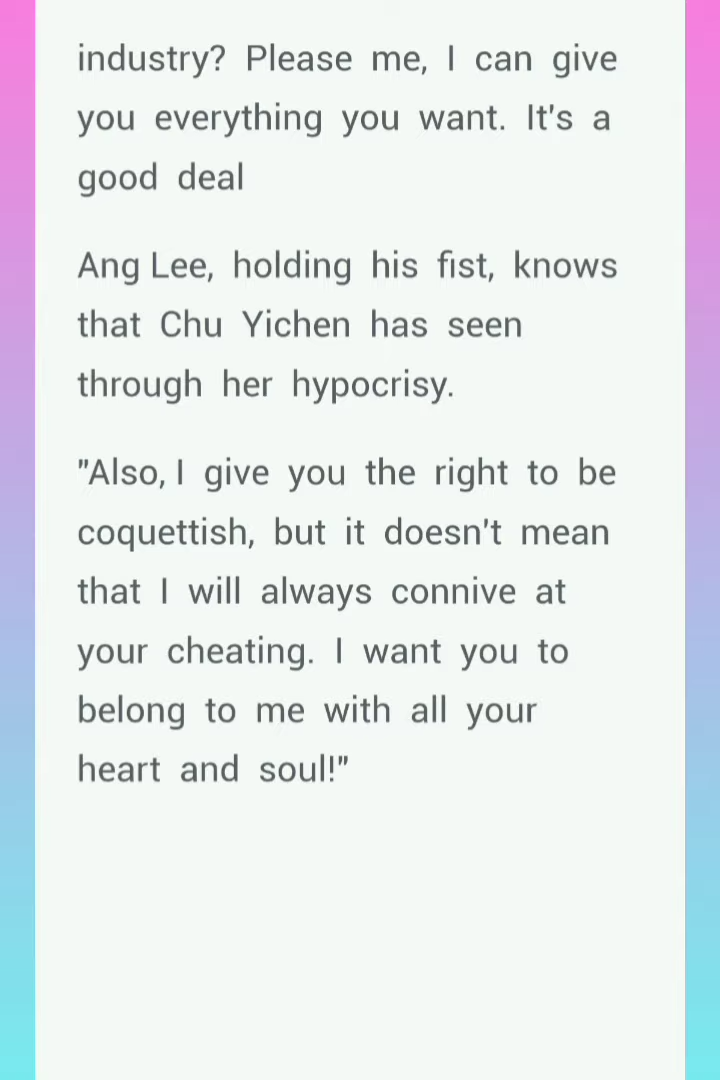 industry? Please me, I can give
you everything you want. It's a
good deal
Ang Lee, holding his fist, knows
that Chu Yichen has seen
through her hypocrisy.
"Also, I give you the right to be
coquettish, but it doesn't mean
that I will always connive at
your cheating. I want you to
belong to me with all your
heart and soul!"